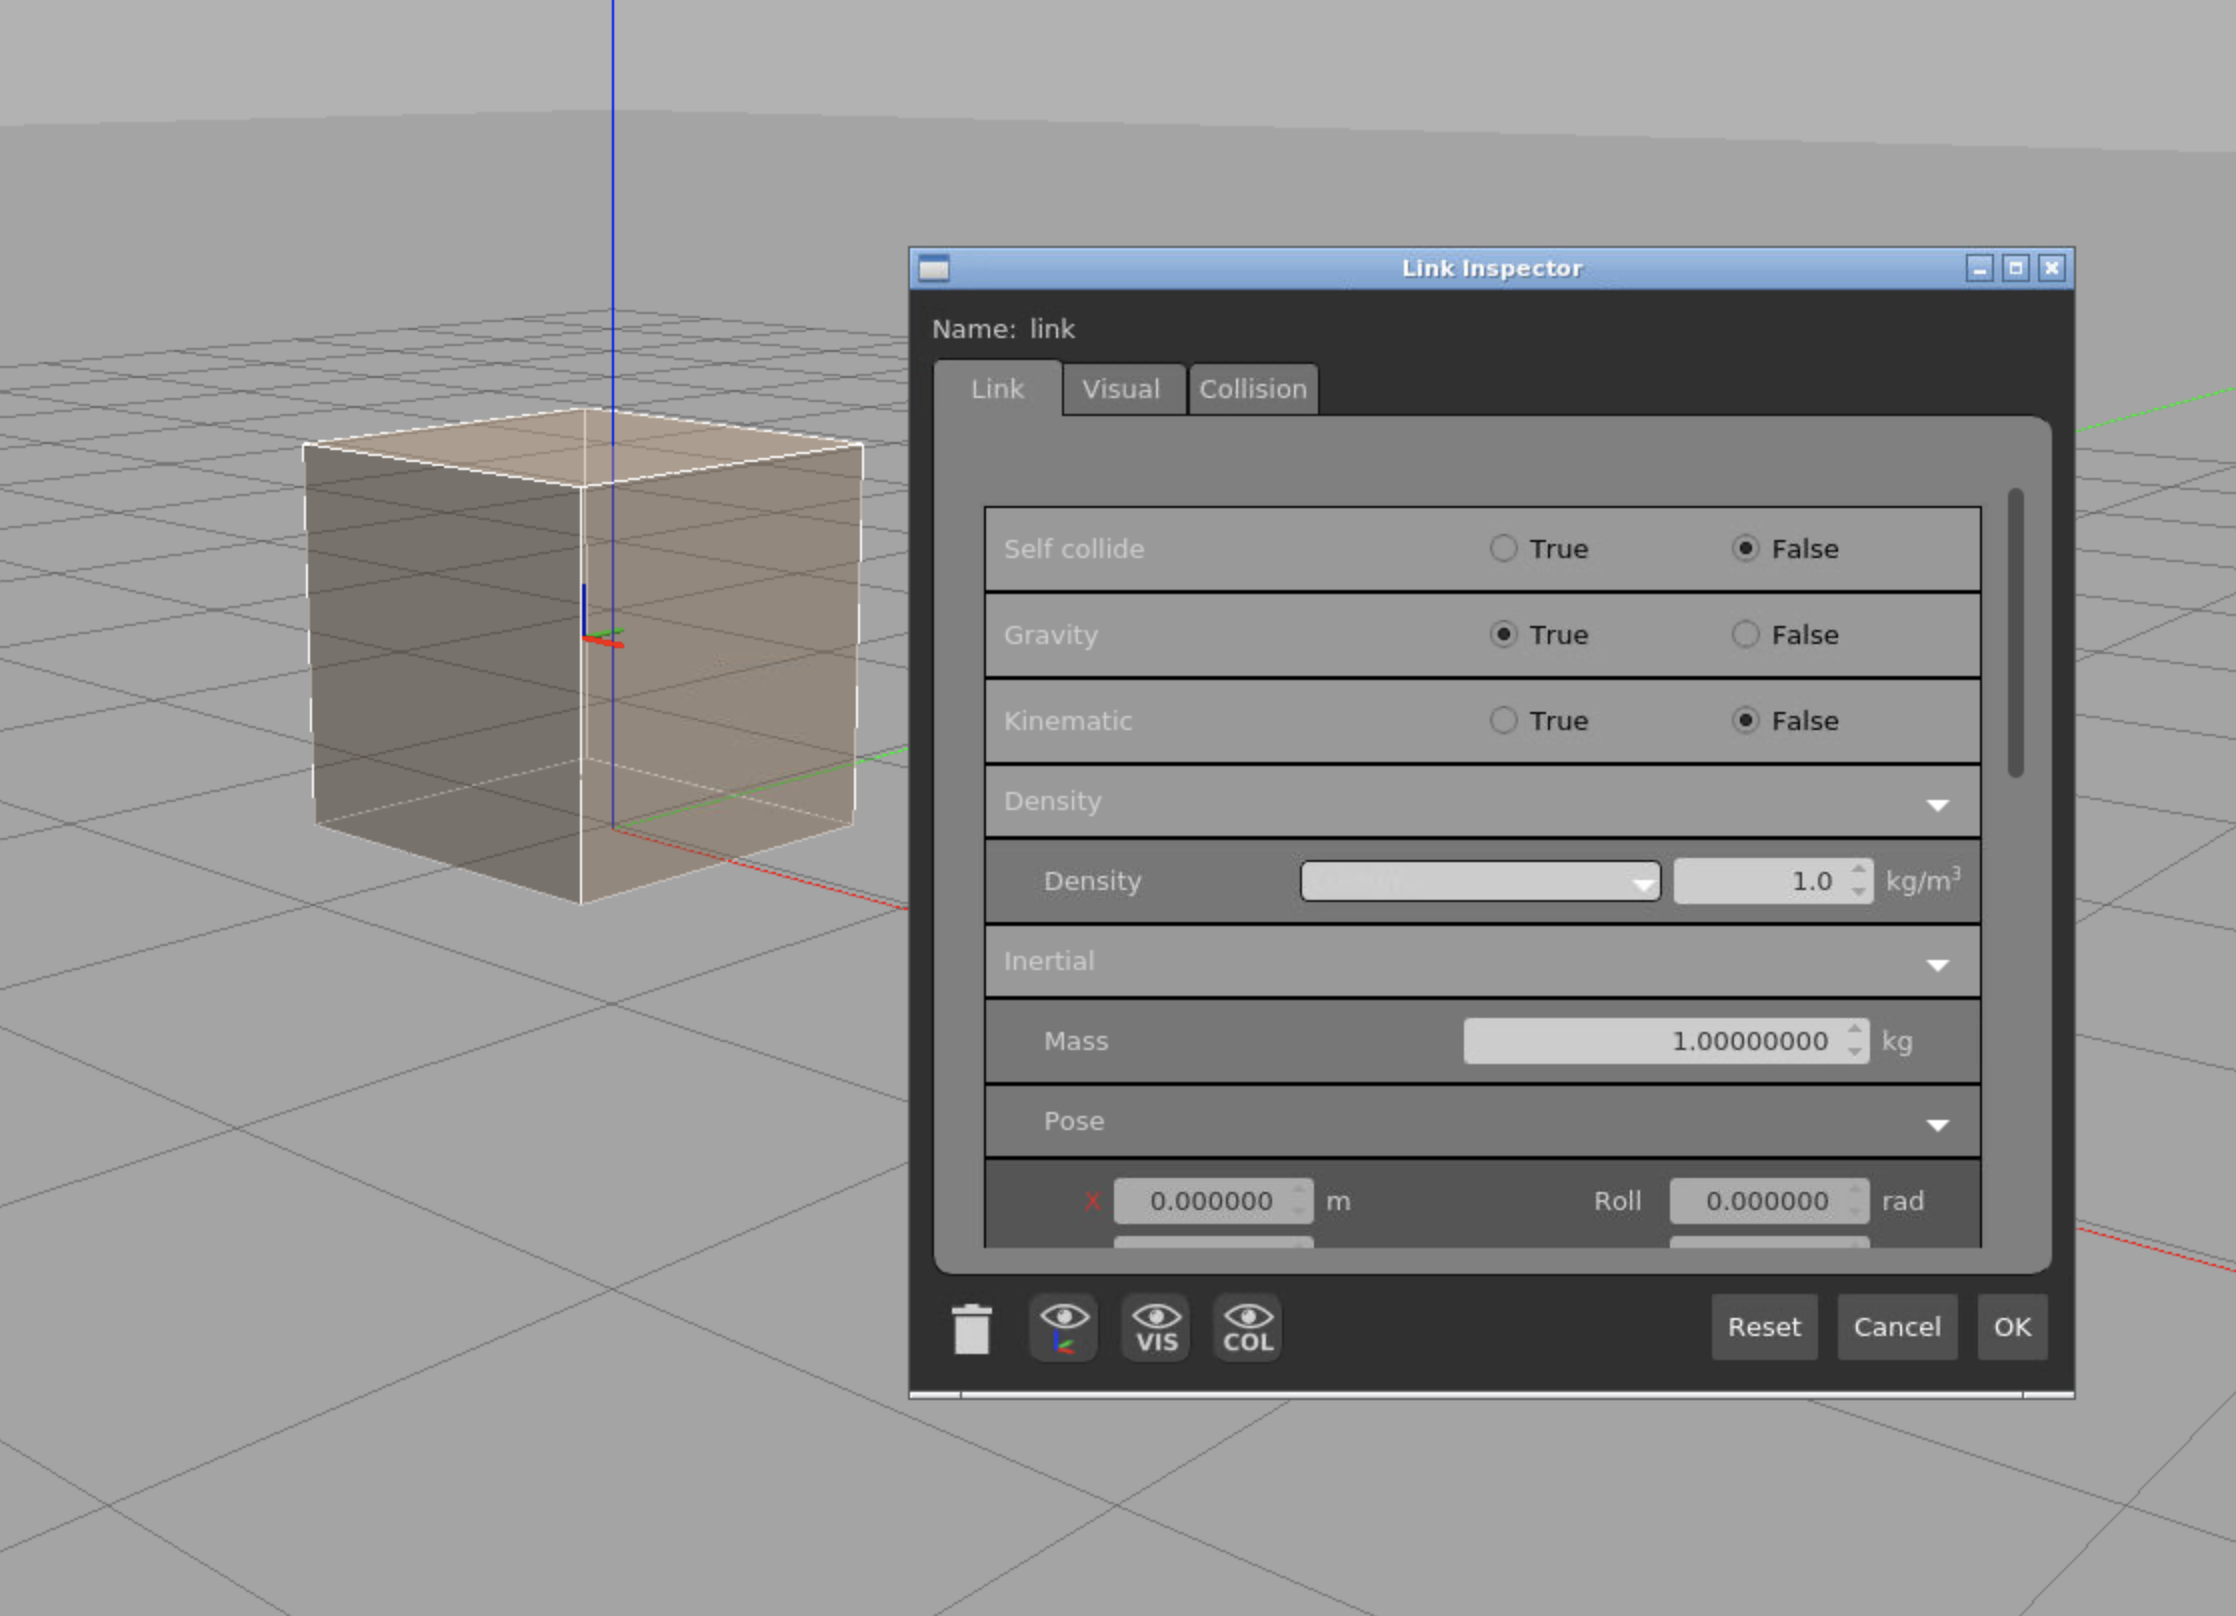 Link Inspector
Name: link
Link Visual Collision
Self collide True False
Gravity True False
Kinematic True False
Density
Density 1.0 kg/m³
Inertial
Mass 1.00000000 kg
Pose
X 0.000000 m Roll 0.000000 rad
VIS COL Reset Cancel OK